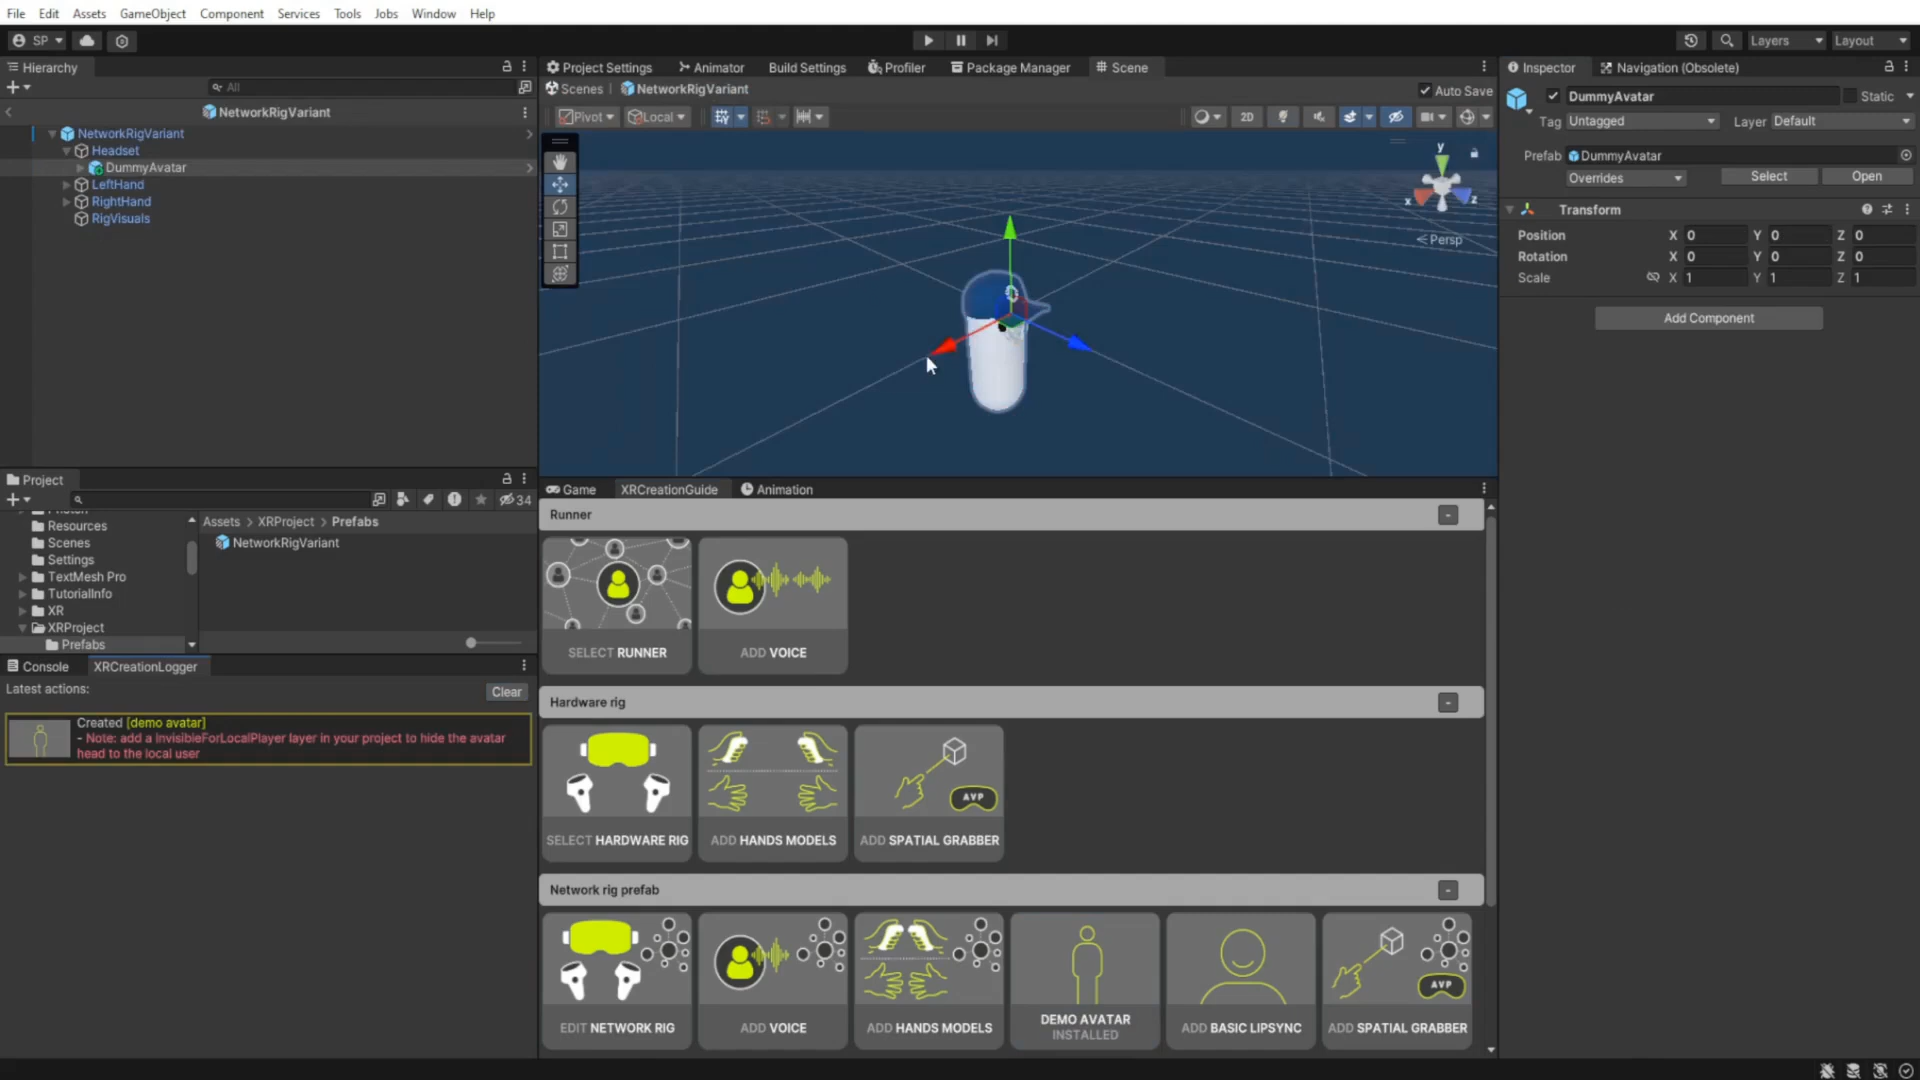 File Edit Assets GameObject Component Services Tools Jobs Window Help
SP
Layers Layout
Hierarchy
All
NetworkRigVariant
NetworkRigVariant
Headset
DummyAvatar
LeftHand
RightHand
RigVisuals
Project Settings Animator Build Settings Profiler Package Manager Scene
Scenes NetworkRigVariant
Auto Save
Pivot Local 2D
y
x z
Persp
Inspector Navigation (Obsolete)
DummyAvatar Static
Tag Untagged Layer Default
Prefab DummyAvatar
Overrides Select Open
Transform
Position X 0 Y 0 Z 0
Rotation X 0 Y 0 Z 0
Scale X 1 Y 1 Z 1
Add Component
Project
34
Resources
Scenes
Settings
TextMesh Pro
TutorialInfo
XR
XRProject
Prefabs
Assets > XRProject > Prefabs
NetworkRigVariant
Console XRCreationLogger
Latest actions:
Clear
Created [demo avatar]
- Note: add a InvisibleForLocalPlayer layer in your project to hide the avatar
head to the local user
Game XRCreationGuide Animation
Runner -
SELECT RUNNER
ADD VOICE
Hardware rig -
AVP
SELECT HARDWARE RIG
ADD HANDS MODELS
ADD SPATIAL GRABBER
Network rig prefab -
AVP
EDIT NETWORK RIG
ADD VOICE
ADD HANDS MODELS
DEMO AVATAR
INSTALLED
ADD BASIC LIPSYNC
ADD SPATIAL GRABBER